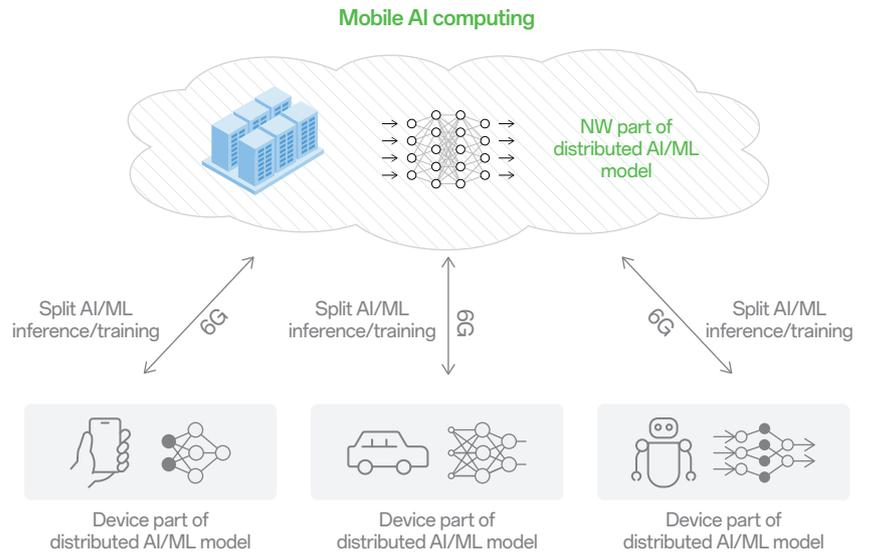 Mobile AI computing
NW part of
distributed AI/ML
model
Split AI/ML
inference/training
6G
Split AI/ML
inference/training
6G
6G
Split AI/ML
inference/training
Device part of
distributed AI/ML model
Device part of
distributed AI/ML model
Device part of
distributed AI/ML model